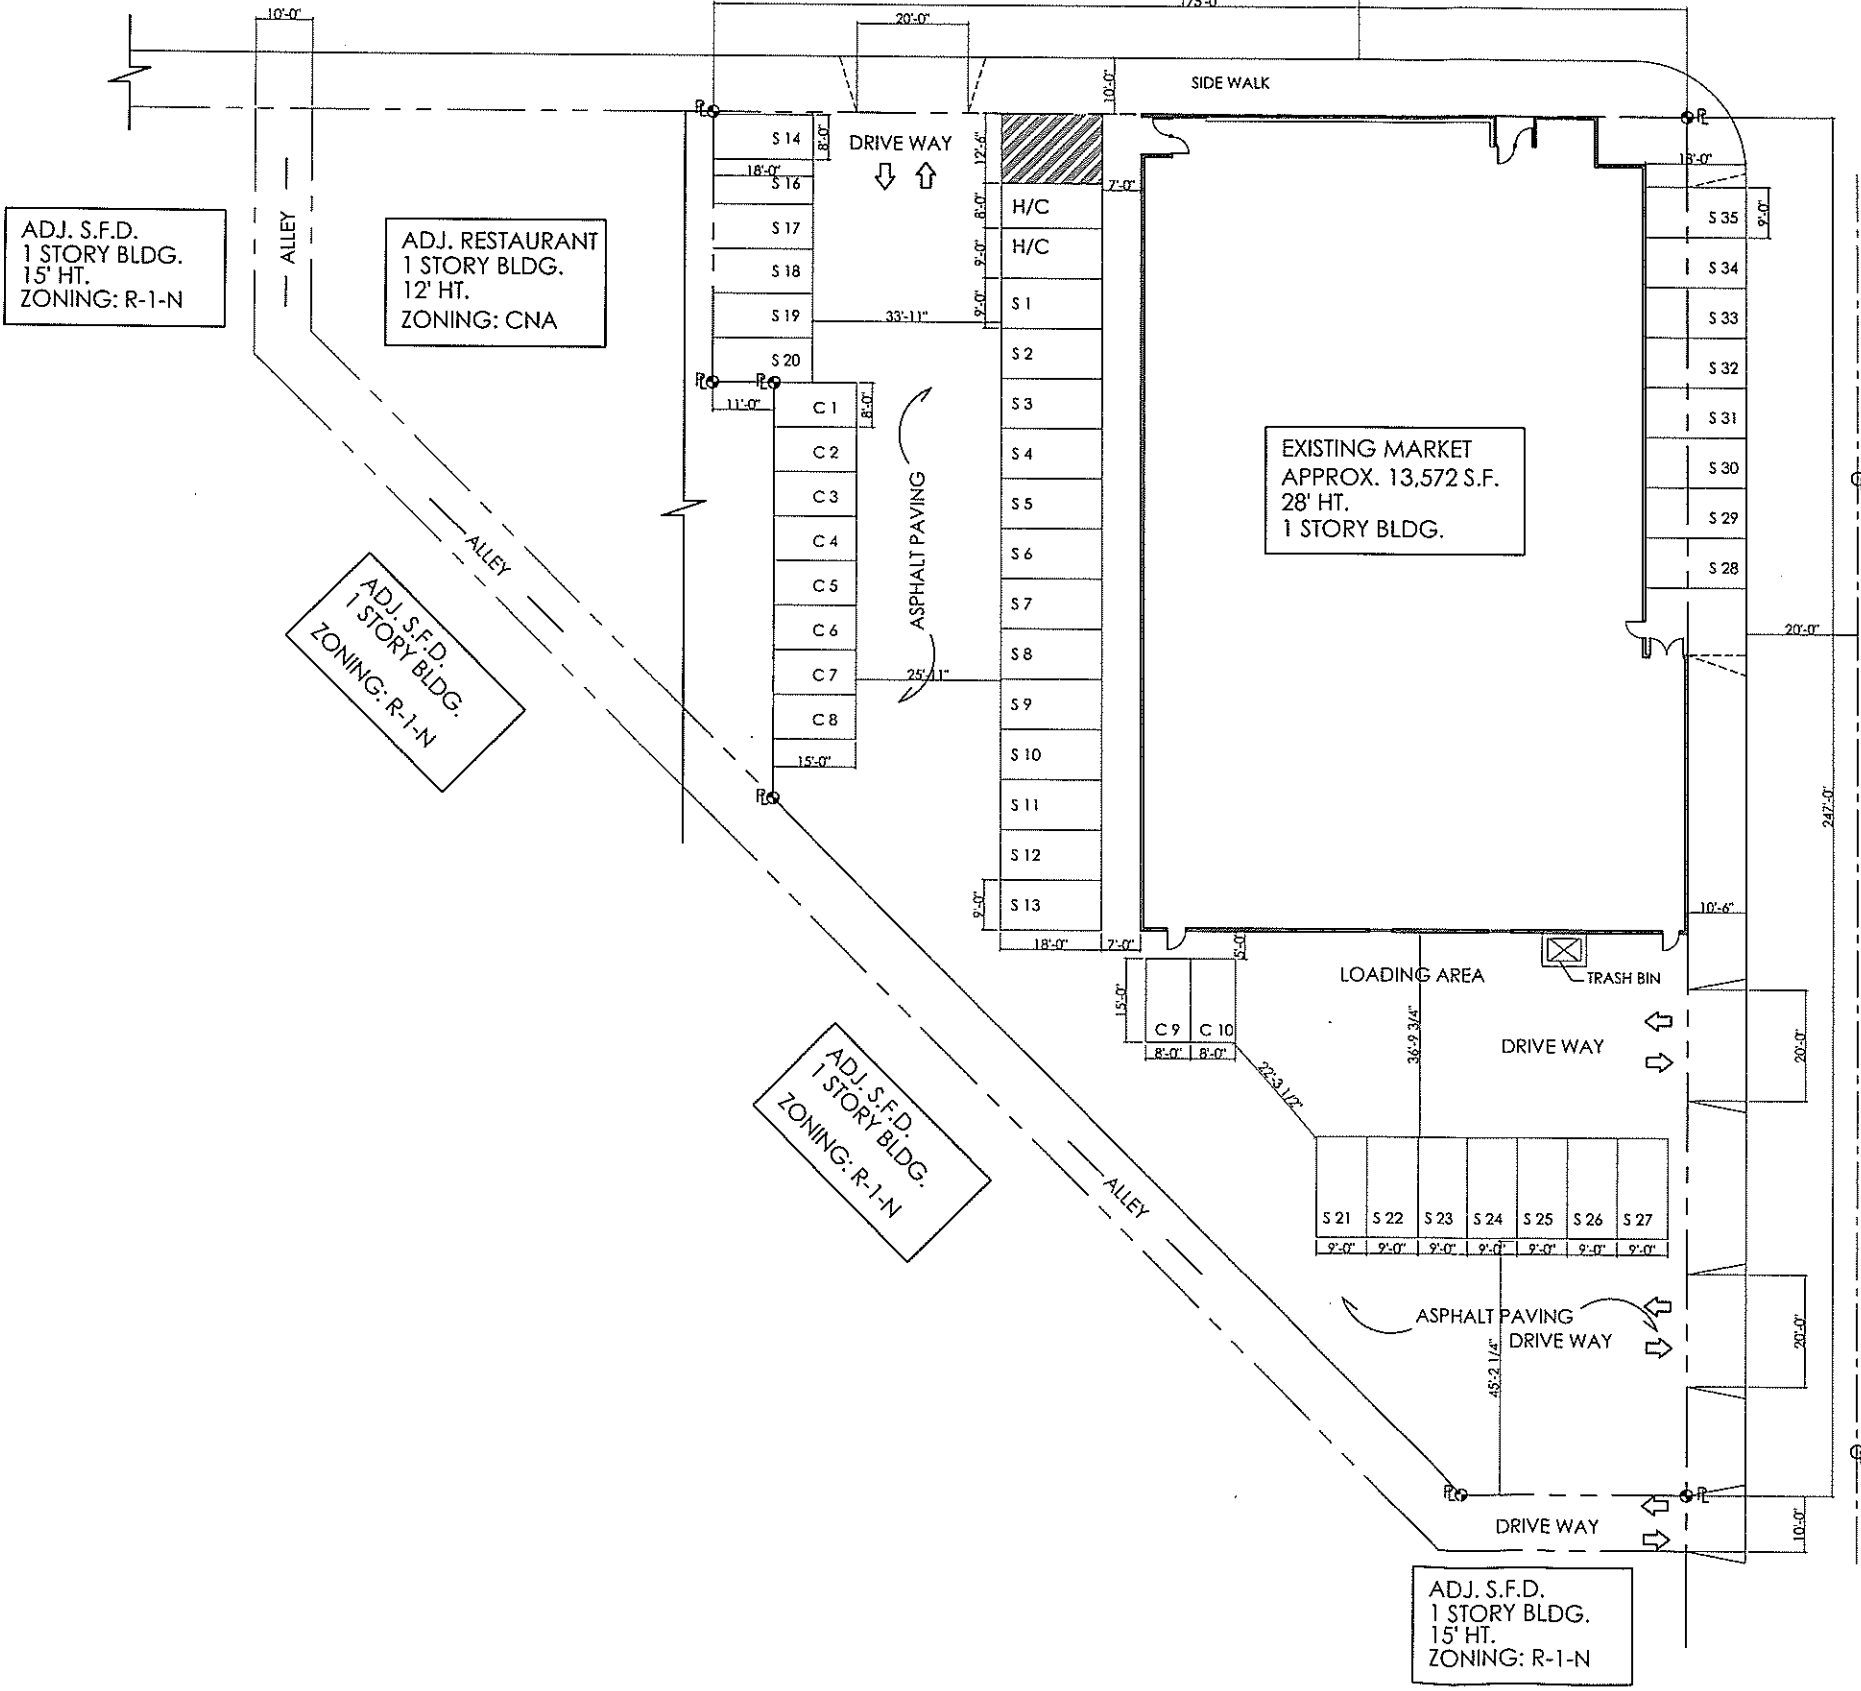 10'-0"
20'-0"
175'-0"
SIDE WALK
10'-0"
S 14
8'-0"
DRIVE WAY
12'-6"
18'-0"
S 16
7'-0"
18'-0"
H/C
8'-0"
S 35
9'-0"
ADJ. S.F.D.
1 STORY BLDG.
15' HT.
ZONING: R-1-N
ALLEY
ADJ. RESTAURANT
1 STORY BLDG.
12' HT.
ZONING: CNA
S 17
H/C
9'-0"
S 18
S 34
S 19
33'-11"
9'-0"
S 1
S 33
S 20
S 2
S 32
11'-0"
C 1
8'-0"
S 3
S 31
C 2
S 4
S 30
EXISTING MARKET
APPROX. 13,572 S.F.
28' HT.
1 STORY BLDG.
C 3
S 5
S 29
C 4
ASPHALT PAVING
S 6
S 28
ALLEY
C 5
S 7
C 6
20'-0"
ADJ. S.F.D.
1 STORY BLDG.
ZONING: R-1-N
C 7
25'-11"
S 8
C 8
S 9
15'-0"
S 10
S 11
247'-0"
S 12
9'-0"
S 13
10'-6"
18'-0"
7'-0"
5'-0"
LOADING AREA
TRASH BIN
15'-0"
C 9
C 10
8'-0"
8'-0"
36'-9 3/4"
DRIVE WAY
20'-0"
22'-3 1/2"
ADJ. S.F.D.
1 STORY BLDG.
ZONING: R-1-N
ALLEY
S 21
S 22
S 23
S 24
S 25
S 26
S 27
9'-0"
9'-0"
9'-0"
9'-0"
9'-0"
9'-0"
9'-0"
ASPHALT PAVING
DRIVE WAY
20'-0"
45'-2 1/4"
DRIVE WAY
10'-0"
ADJ. S.F.D.
1 STORY BLDG.
15' HT.
ZONING: R-1-N